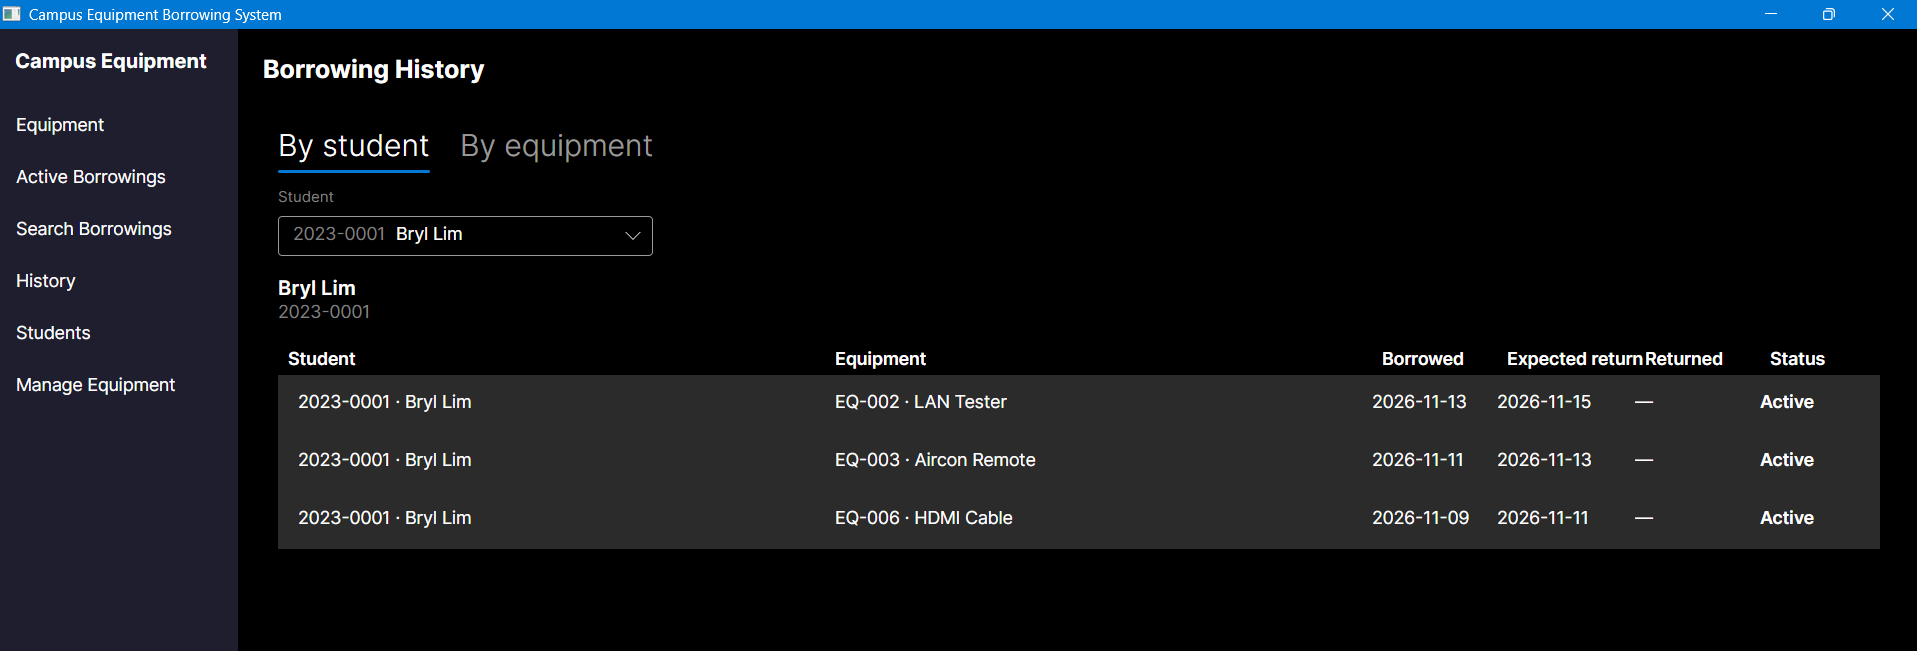 Campus Equipment Borrowing System
Campus Equipment
Equipment
Active Borrowings
Search Borrowings
History
Students
Manage Equipment
Borrowing History
By student By equipment
Student
2023-0001 Bryl Lim
Bryl Lim
2023-0001
Student Equipment Borrowed Expected return Returned Status
2023-0001 · Bryl Lim EQ-002 · LAN Tester 2026-11-13 2026-11-15 — Active
2023-0001 · Bryl Lim EQ-003 · Aircon Remote 2026-11-11 2026-11-13 — Active
2023-0001 · Bryl Lim EQ-006 · HDMI Cable 2026-11-09 2026-11-11 — Active